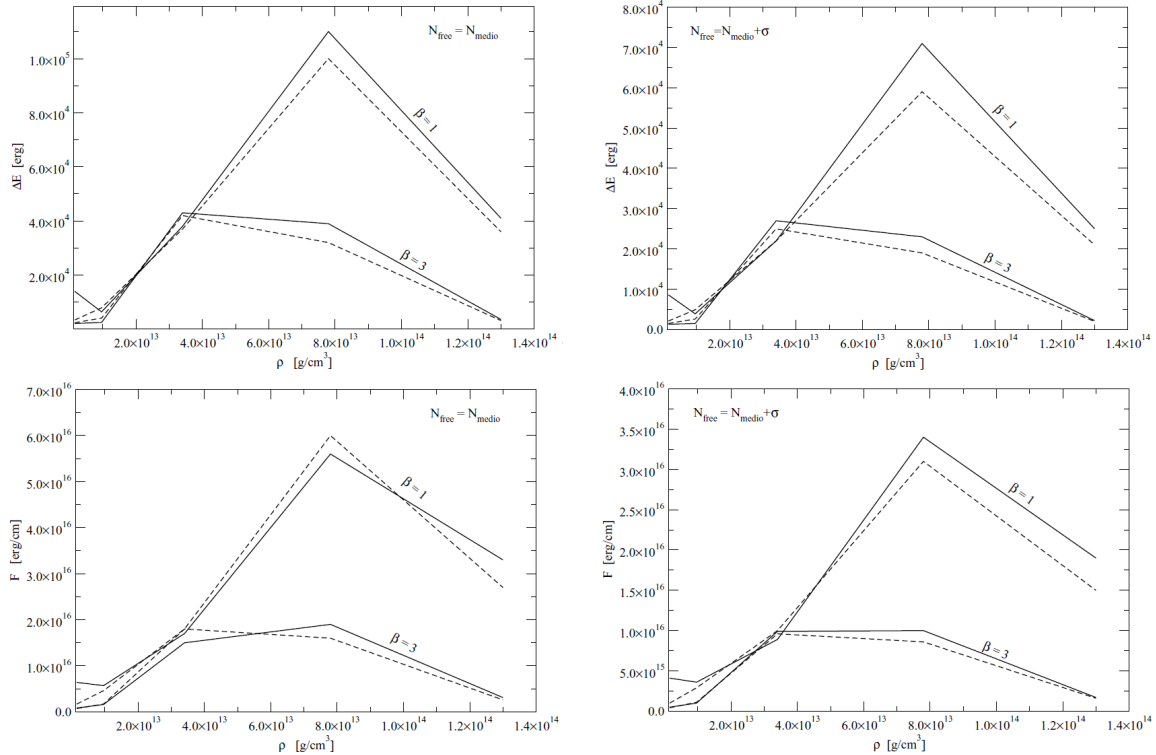 N_free = N_medio
1.0×10^5
8.0×10^4
6.0×10^4
4.0×10^4
2.0×10^4
ΔE [erg]
β = 1
β = 3
2.0×10^13 4.0×10^13 6.0×10^13 8.0×10^13 1.0×10^14 1.2×10^14 1.4×10^14
ρ [g/cm^3]
N_free=N_medio+σ
8.0×10^4
7.0×10^4
6.0×10^4
5.0×10^4
4.0×10^4
3.0×10^4
2.0×10^4
1.0×10^4
0.0
ΔE [erg]
β = 1
β = 3
2.0×10^13 4.0×10^13 6.0×10^13 8.0×10^13 1.0×10^14 1.2×10^14 1.4×10^14
ρ [g/cm^3]
N_free = N_medio
7.0×10^16
6.0×10^16
5.0×10^16
4.0×10^16
3.0×10^16
2.0×10^16
1.0×10^16
0.0
F [erg/cm]
β = 1
β = 3
2.0×10^13 4.0×10^13 6.0×10^13 8.0×10^13 1.0×10^14 1.2×10^14 1.4×10^14
ρ [g/cm^3]
N_free = N_medio+σ
4.0×10^16
3.5×10^16
3.0×10^16
2.5×10^16
2.0×10^16
1.5×10^16
1.0×10^16
5.0×10^15
0.0
F [erg/cm]
β = 1
β = 3
2.0×10^13 4.0×10^13 6.0×10^13 8.0×10^13 1.0×10^14 1.2×10^14 1.4×10^14
ρ [g/cm^3]